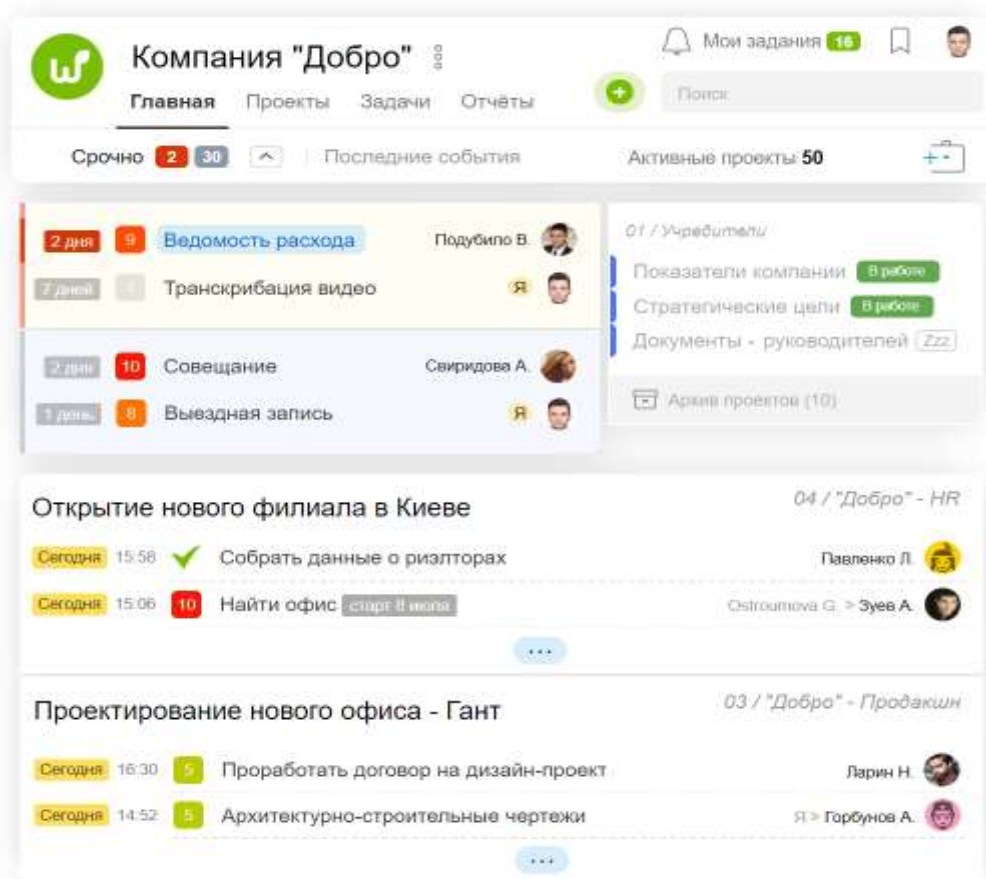 Компания "Добро"
Мои задания 16
Главная Проекты Задачи Отчёты
Поиск
Срочно 2 30 Последние события
Активные проекты 50
2 дня 9 Ведомость расхода Подубило В.
7 дней Транскрибация видео Я
2 дня 10 Совещание Свиридова А.
1 день 8 Выездная запись Я
01 / Учредители
Показатели компании В работе
Стратегические цели В работе
Документы - руководителей Zzz
Архив проектов (10)
Открытие нового филиала в Киеве 04 / "Добро" - HR
Сегодня 15:58 Собрать данные о риэлторах Павленко Л.
Сегодня 15:06 10 Найти офис старт 8 июля Ostroumova G. > Зуев А.
...
Проектирование нового офиса - Гант 03 / "Добро" - Продакшн
Сегодня 16:30 5 Проработать договор на дизайн-проект Ларин Н.
Сегодня 14:52 5 Архитектурно-строительные чертежи Я > Горбунов А.
...